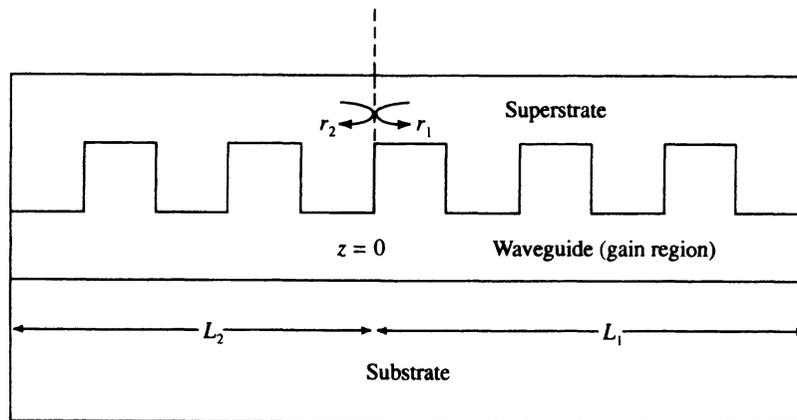 Superstrate
r₂ r₁
z = 0 Waveguide (gain region)
L₂ L₁
Substrate